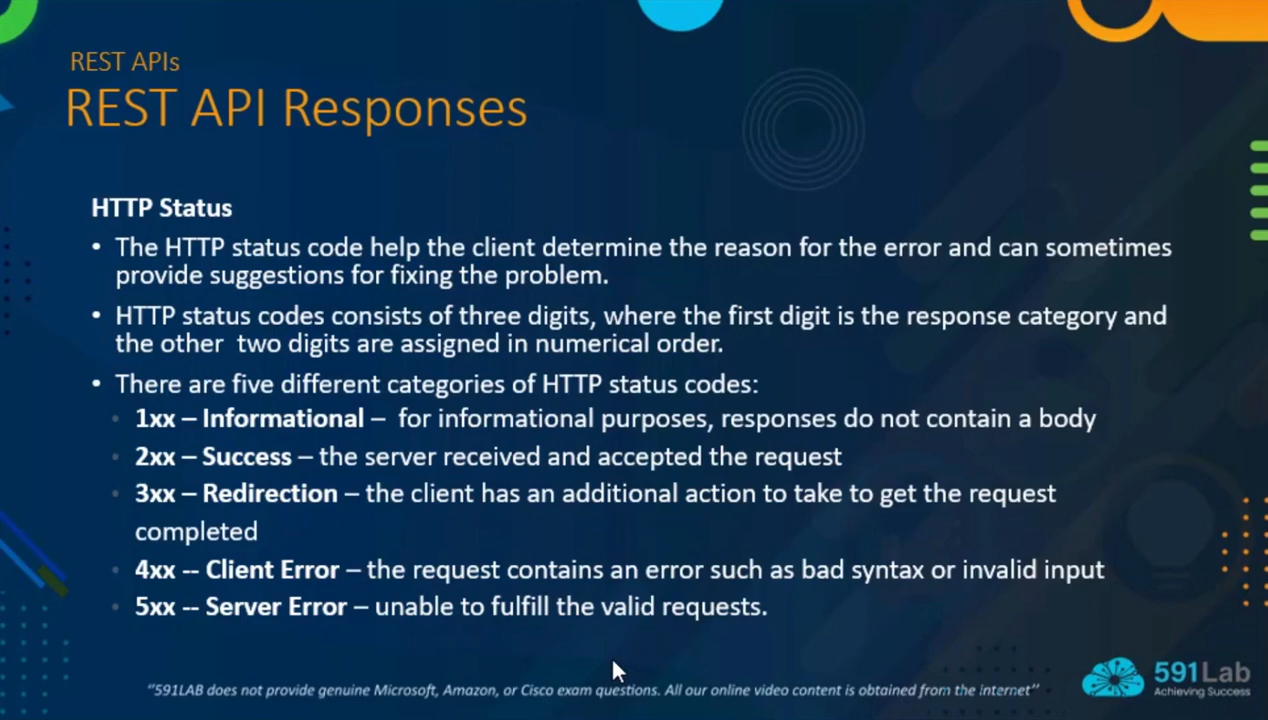 REST APIs
REST API Responses
HTTP Status
• The HTTP status code help the client determine the reason for the error and can sometimes
provide suggestions for fixing the problem.
• HTTP status codes consists of three digits, where the first digit is the response category and
the other  two digits are assigned in numerical order.
• There are five different categories of HTTP status codes:
• 1xx – Informational –  for informational purposes, responses do not contain a body
• 2xx – Success – the server received and accepted the request
• 3xx – Redirection – the client has an additional action to take to get the request
completed
• 4xx -- Client Error – the request contains an error such as bad syntax or invalid input
• 5xx -- Server Error – unable to fulfill the valid requests.
"591LAB does not provide genuine Microsoft, Amazon, or Cisco exam questions. All our online video content is obtained from the internet"
591Lab
Achieving Success